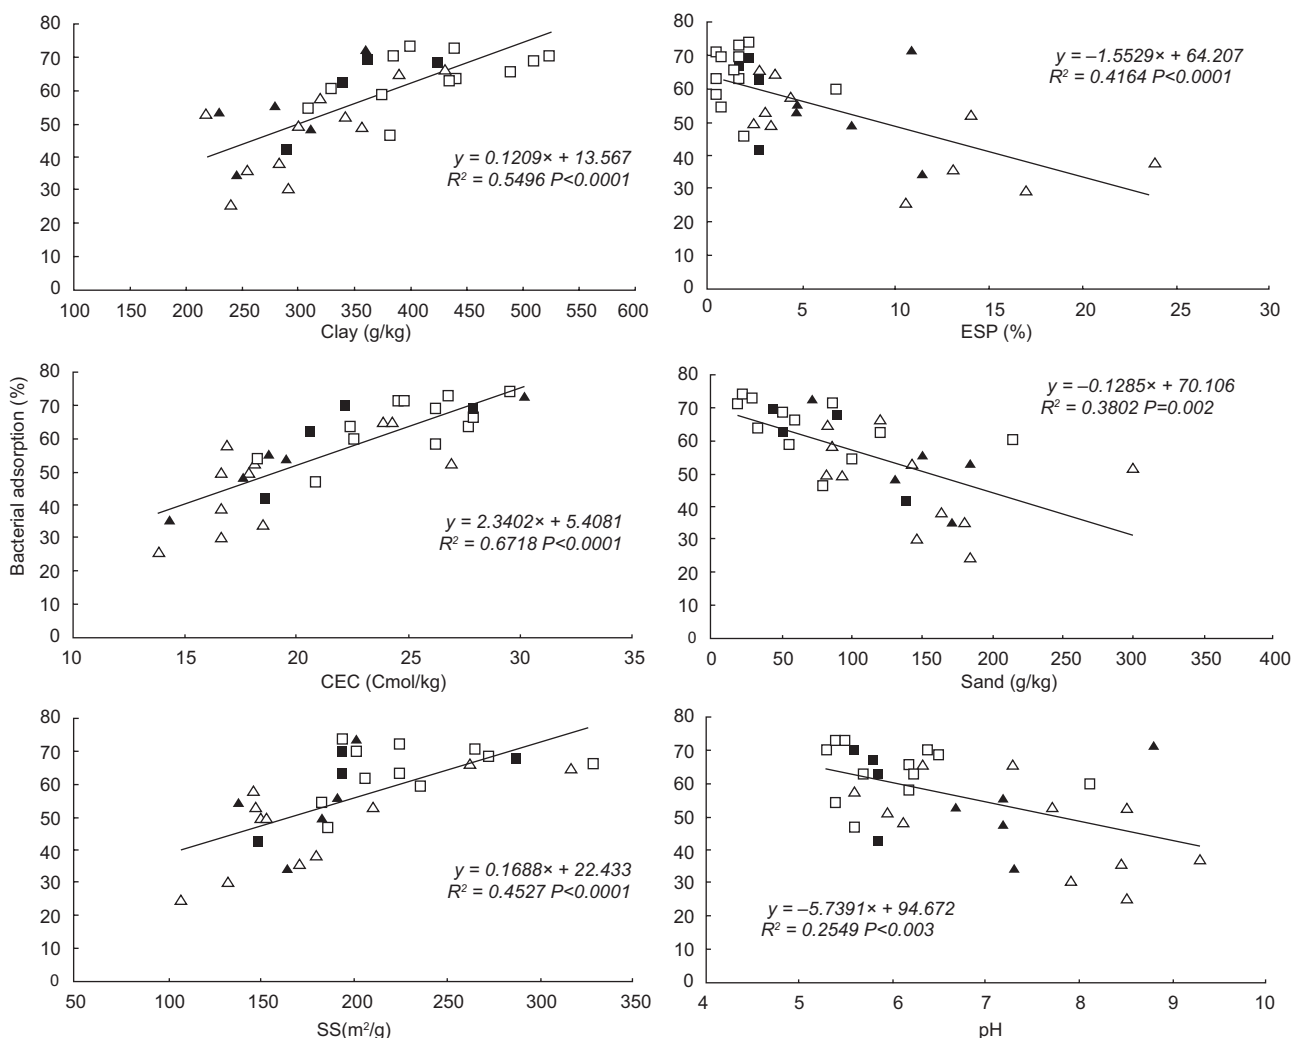 80
70
60
50
40
30
20
10
0
100 150 200 250 300 350 400 450 500 550 600
Clay (g/kg)
y = 0.1209× + 13.567
R² = 0.5496 P<0.0001
80
70
60
50
40
30
20
10
0
0 5 10 15 20 25 30
ESP (%)
y = –1.5529× + 64.207
R² = 0.4164 P<0.0001
Bacterial adsorption (%)
80
70
60
50
40
30
20
10
0
10 15 20 25 30 35
CEC (Cmol/kg)
y = 2.3402× + 5.4081
R² = 0.6718 P<0.0001
80
70
60
50
40
30
20
10
0
0 50 100 150 200 250 300 350 400
Sand (g/kg)
y = –0.1285× + 70.106
R² = 0.3802 P=0.002
80
70
60
50
40
30
20
10
0
50 100 150 200 250 300 350
SS(m²/g)
y = 0.1688× + 22.433
R² = 0.4527 P<0.0001
80
70
60
50
40
30
20
10
0
4 5 6 7 8 9 10
pH
y = –5.7391× + 94.672
R² = 0.2549 P<0.003